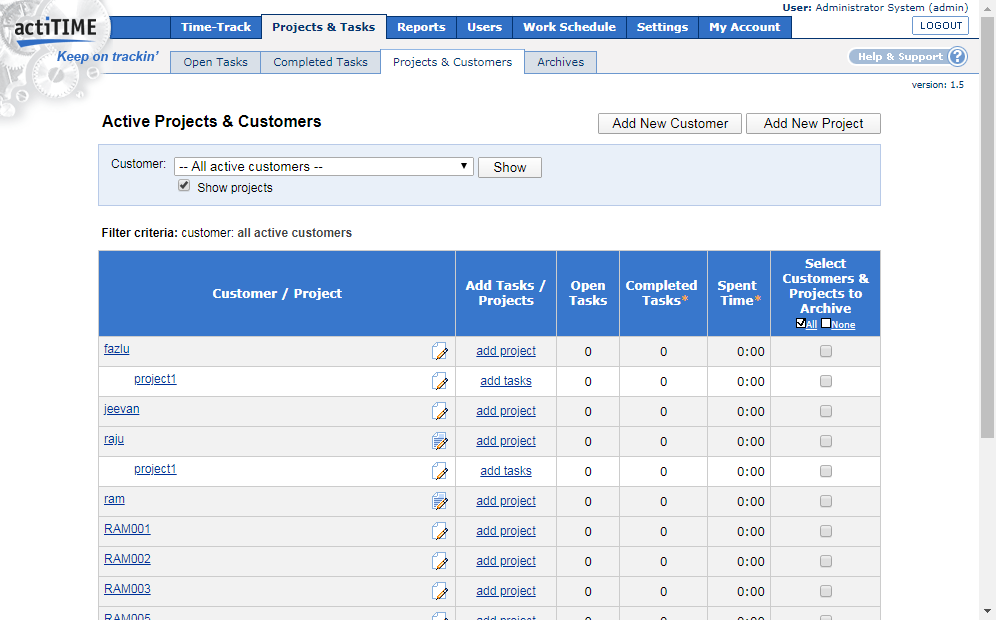 User: Administrator System (admin)
actiTIME
Time-Track Projects & Tasks Reports Users Work Schedule Settings My Account LOGOUT
Keep on trackin'
Open Tasks Completed Tasks Projects & Customers Archives Help & Support ?
version: 1.5
Active Projects & Customers Add New Customer Add New Project
Customer: -- All active customers -- Show
Show projects
Filter criteria: customer: all active customers
Customer / Project
Add Tasks /
Projects
Open
Tasks
Completed
Tasks*
Spent
Time*
Select
Customers &
Projects to
Archive
All None
fazlu add project 0 0 0:00
project1 add tasks 0 0 0:00
jeevan add project 0 0 0:00
raju add project 0 0 0:00
project1 add tasks 0 0 0:00
ram add project 0 0 0:00
RAM001 add project 0 0 0:00
RAM002 add project 0 0 0:00
RAM003 add project 0 0 0:00
RAM005 add project 0 0 0:00